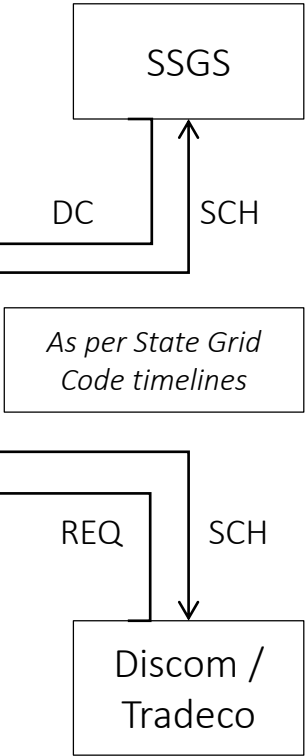 SSGS
DC SCH
As per State Grid
Code timelines
REQ SCH
Discom /
Tradeco